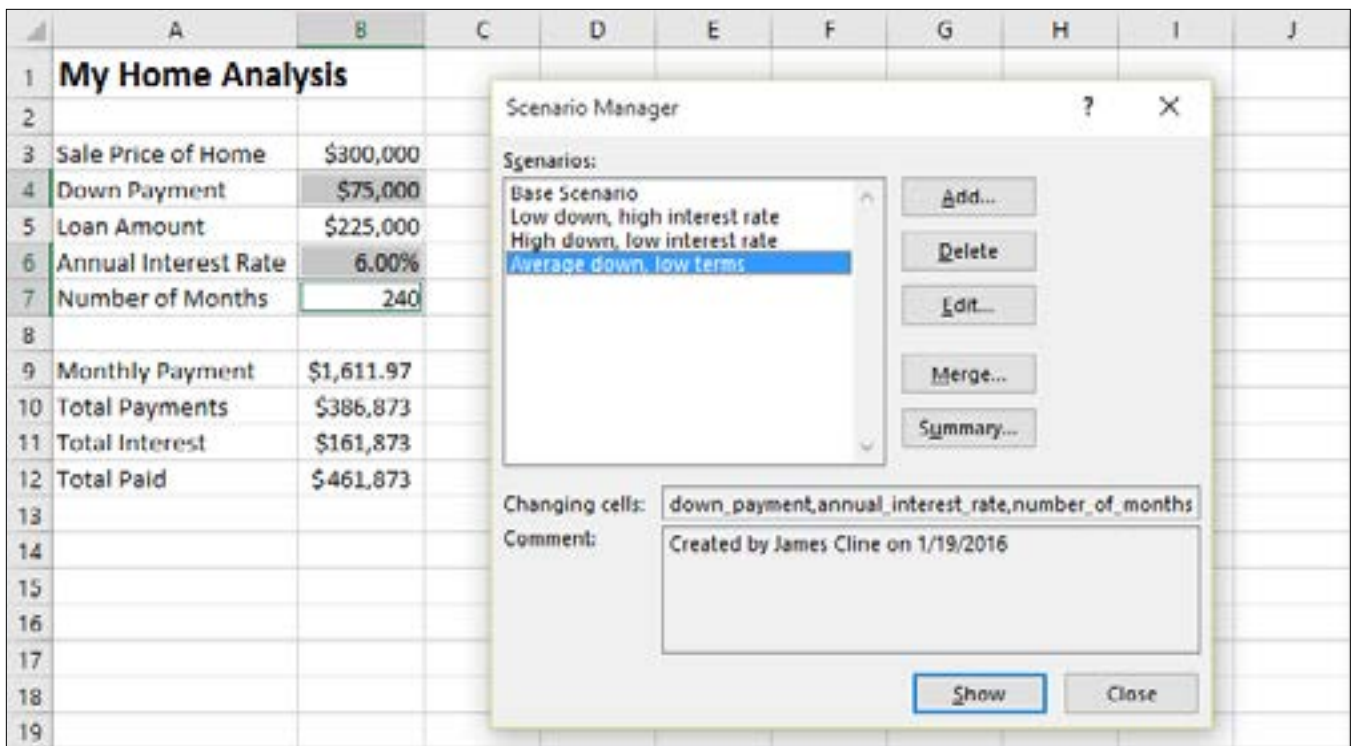 A B C D E F G H I J
1 My Home Analysis
2
3 Sale Price of Home $300,000
4 Down Payment $75,000
5 Loan Amount $225,000
6 Annual Interest Rate 6.00%
7 Number of Months 240
8
9 Monthly Payment $1,611.97
10 Total Payments $386,873
11 Total Interest $161,873
12 Total Paid $461,873
13
14
15
16
17
18
19
Scenario Manager ? ×
Scenarios:
Base Scenario
Low down, high interest rate
High down, low interest rate
Average down, low terms
Add...
Delete
Edit...
Merge...
Summary...
Changing cells: down_payment,annual_interest_rate,number_of_months
Comment: Created by James Cline on 1/19/2016
Show Close